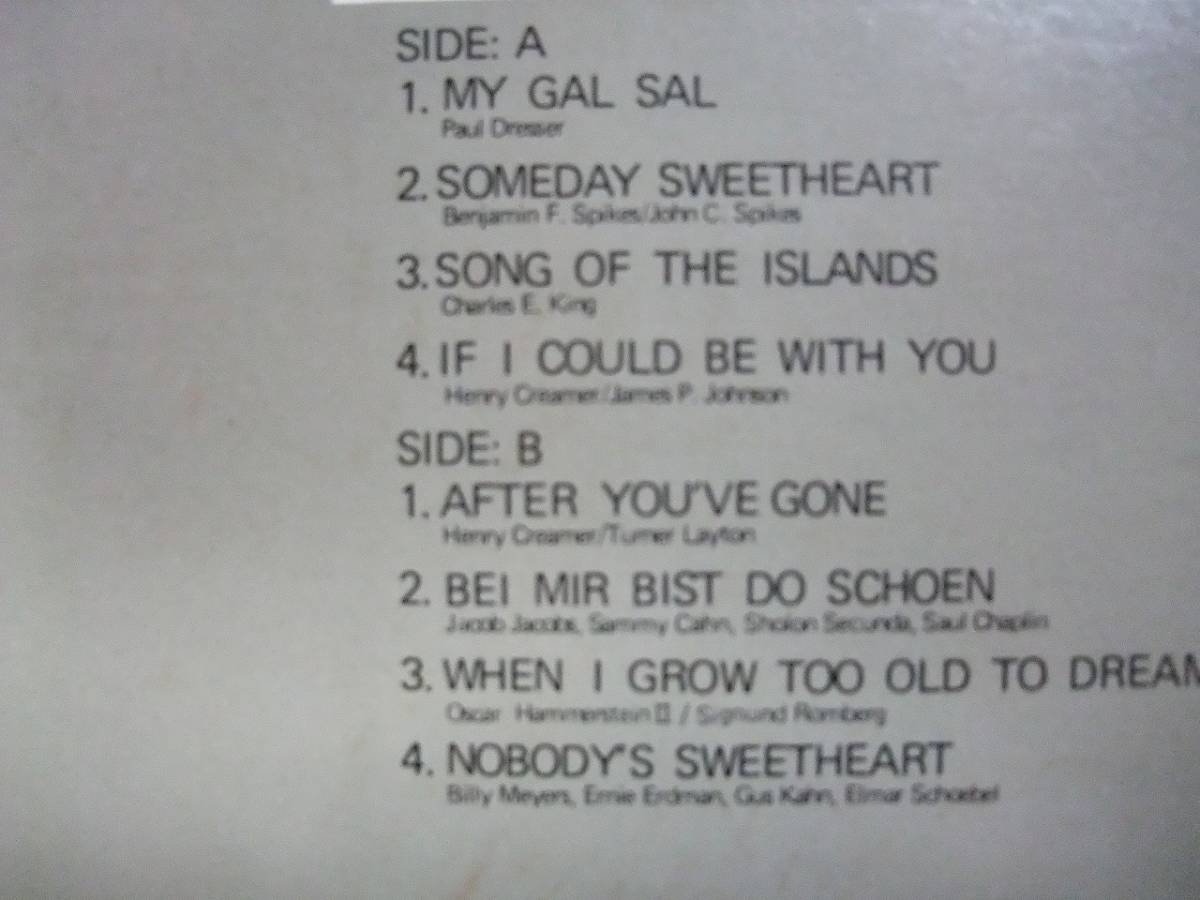 SIDE: A
1. MY GAL SAL
Paul Dresser
2. SOMEDAY SWEETHEART
Benjamin F. Spikes/John C. Spikes
3. SONG OF THE ISLANDS
Charles E. King
4. IF I COULD BE WITH YOU
Henry Creamer/James P. Johnson
SIDE: B
1. AFTER YOU'VE GONE
Henry Creamer/Turner Layton
2. BEI MIR BIST DO SCHOEN
Jacob Jacobs, Sammy Cahn, Sholon Secunda, Saul Chaplin
3. WHEN I GROW TOO OLD TO DREAM
Oscar Hammerstein II / Sigmund Romberg
4. NOBODY'S SWEETHEART
Billy Meyers, Ernie Erdman, Gus Kahn, Elmar Schoebel